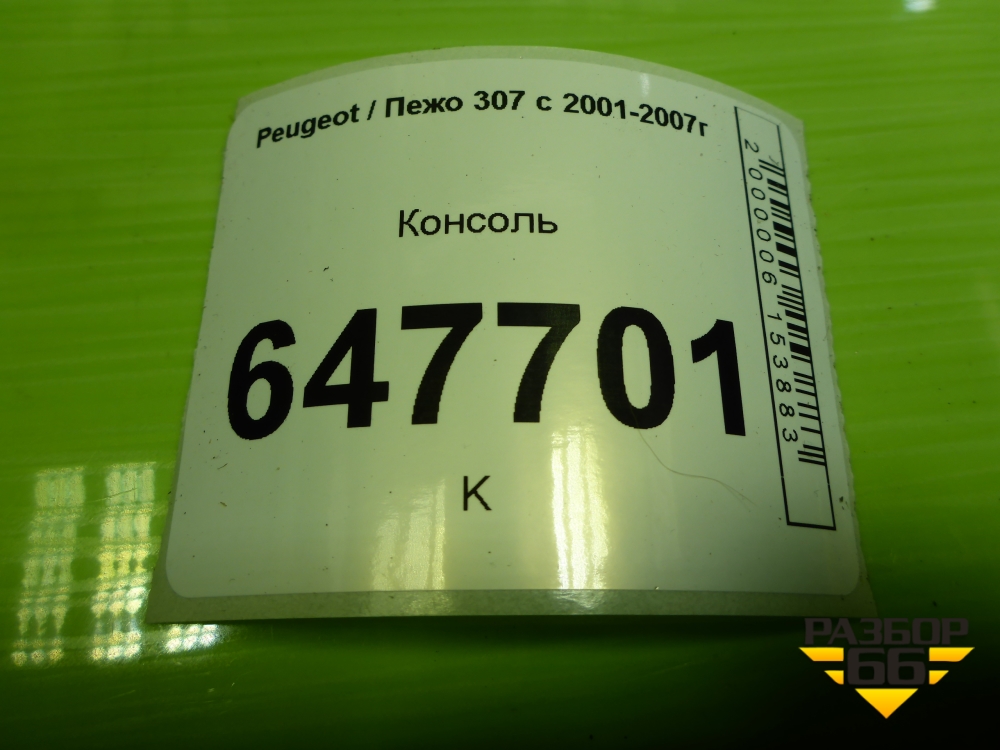 Peugeot / Пежо 307 с 2001-2007г
Консоль
647701
К
2000006153883
РАЗБОР
66